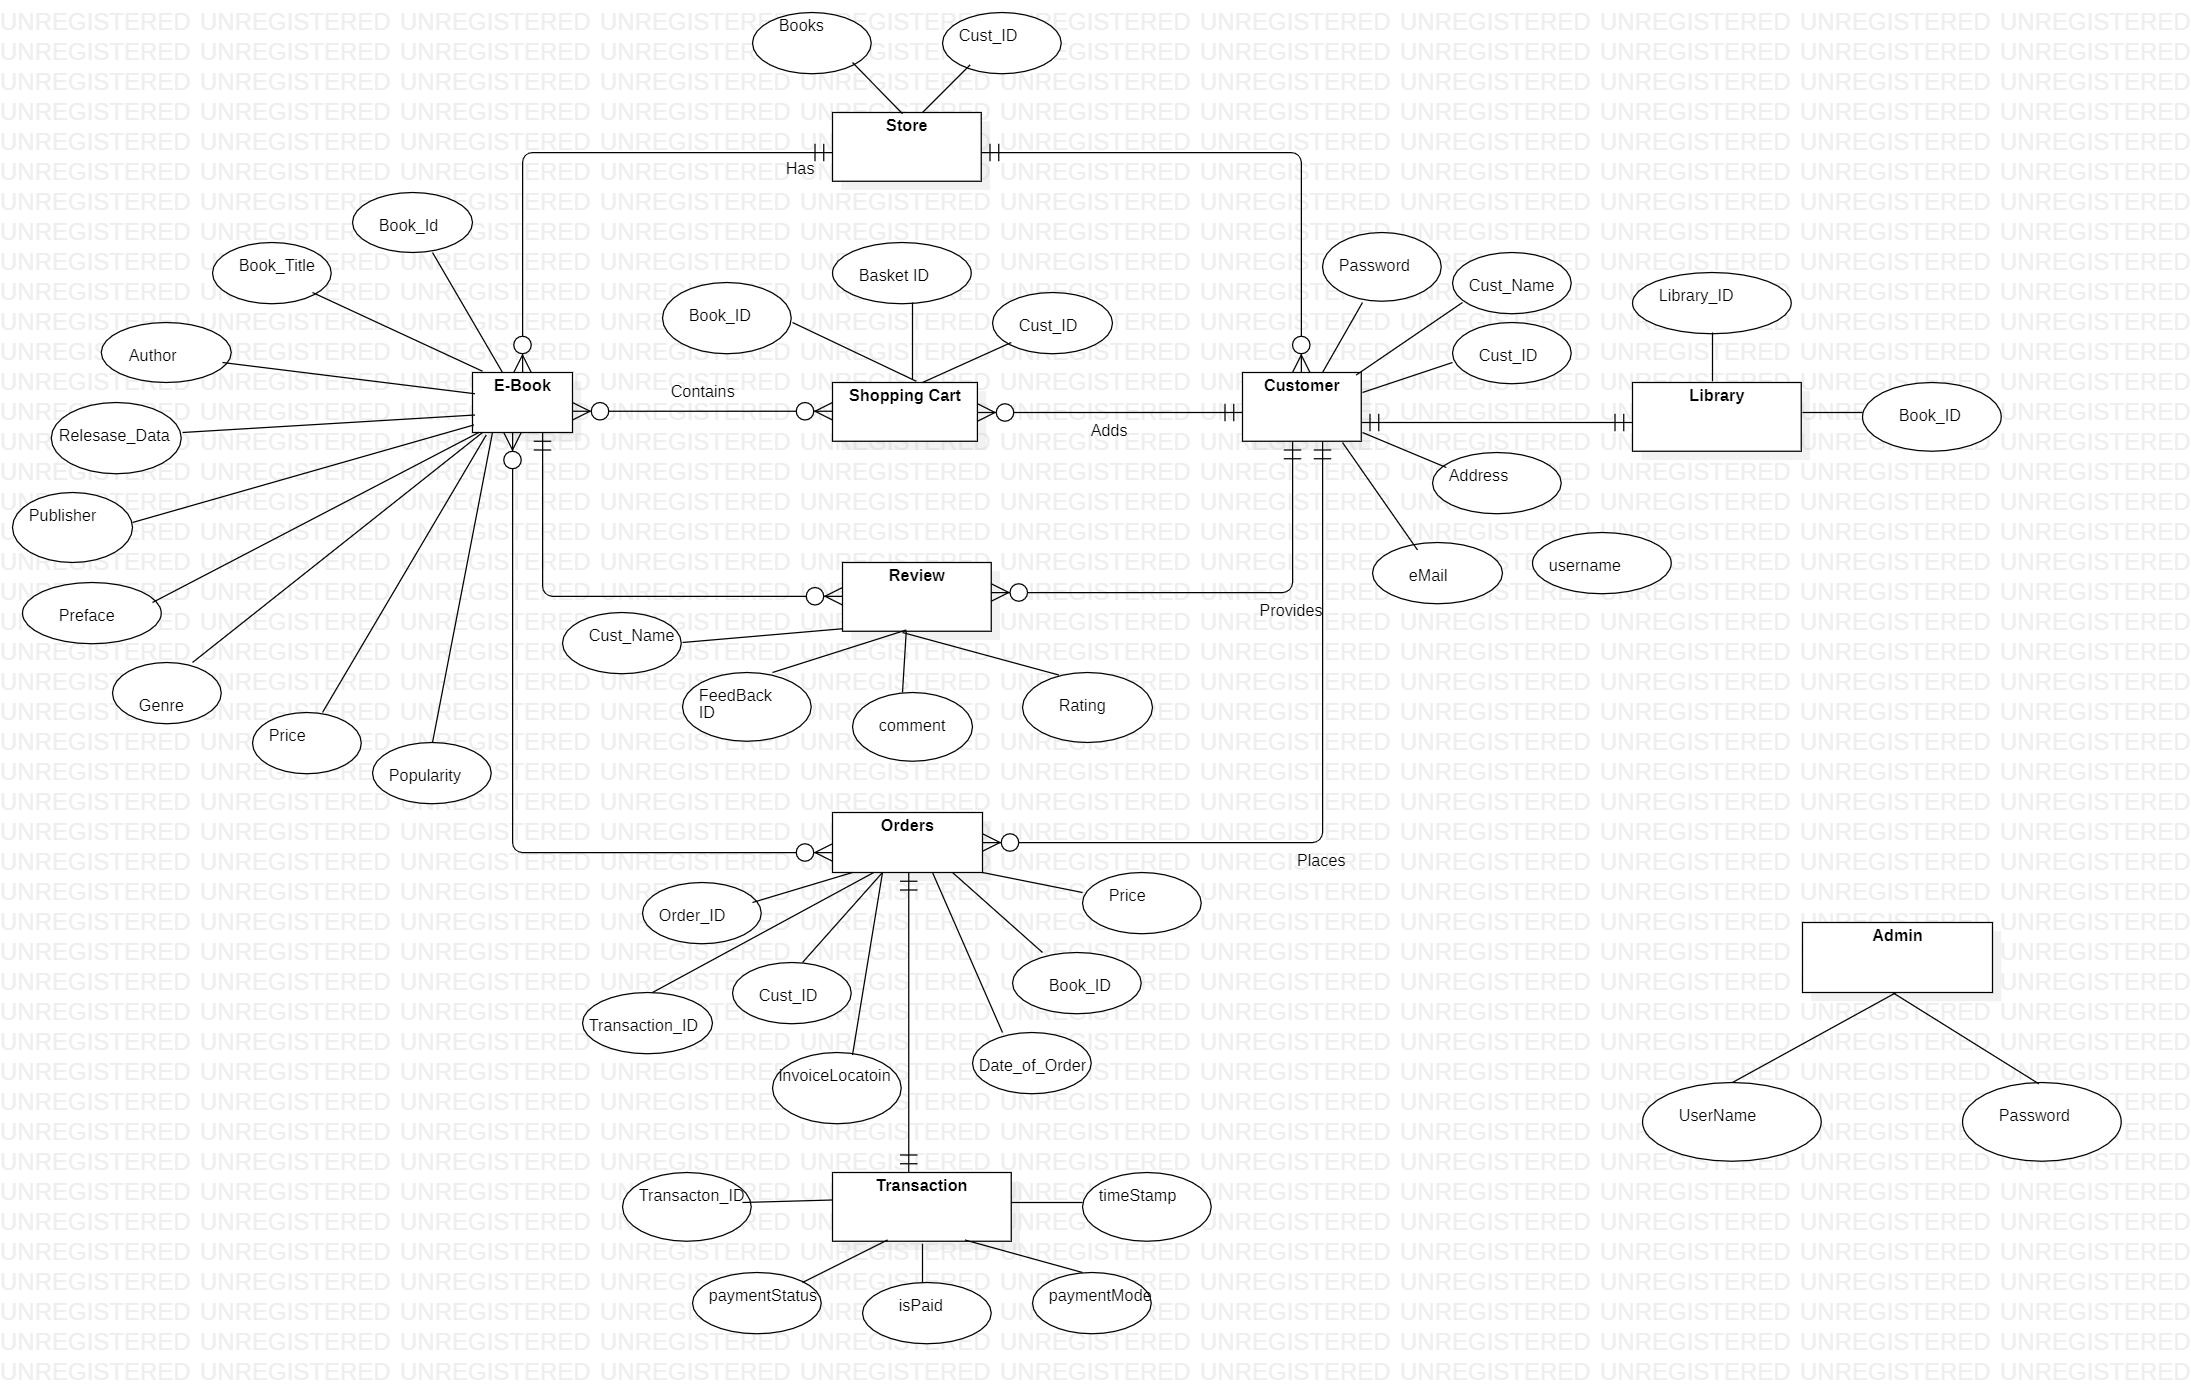 Books
Cust_ID
Store
Has
Book_Id
Book_Title
Author
Relesase_Data
Publisher
Preface
Genre
Price
Popularity
E-Book
Contains
Book_ID
Basket ID
Cust_ID
Shopping Cart
Adds
Password
Cust_Name
Cust_ID
Customer
Address
eMail
username
Library_ID
Library
Book_ID
Review
Provides
Cust_Name
FeedBack
ID
comment
Rating
Orders
Places
Order_ID
Transaction_ID
Cust_ID
invoiceLocatoin
Date_of_Order
Book_ID
Price
Admin
UserName
Password
Transaction
Transacton_ID
timeStamp
paymentStatus
isPaid
paymentMode
UNREGISTERED